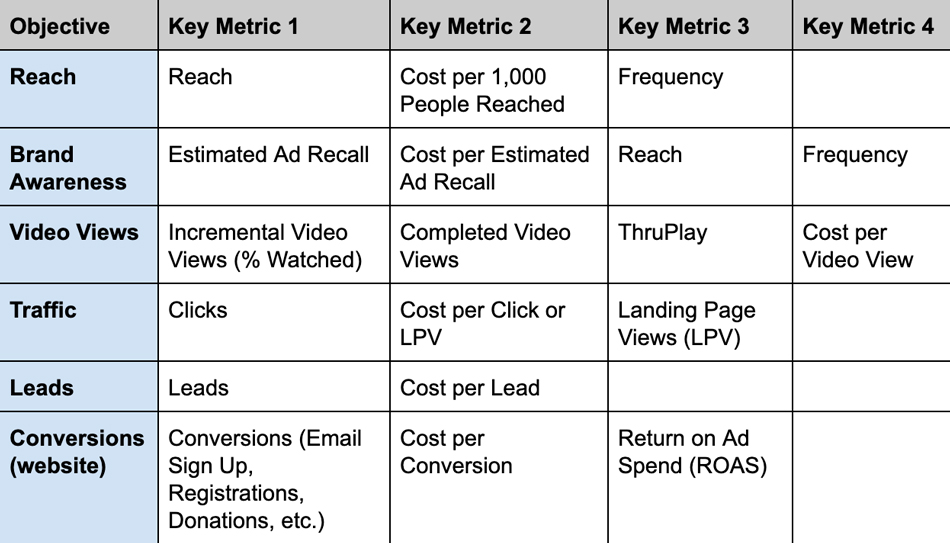 Objective Key Metric 1 Key Metric 2 Key Metric 3 Key Metric 4
Reach Reach Cost per 1,000 Frequency
People Reached
Brand Estimated Ad Recall Cost per Estimated Reach Frequency
Awareness Ad Recall
Video Views Incremental Video Completed Video ThruPlay Cost per
Views (% Watched) Views Video View
Traffic Clicks Cost per Click or Landing Page
LPV Views (LPV)
Leads Leads Cost per Lead
Conversions Conversions (Email Cost per Return on Ad
(website) Sign Up, Conversion Spend (ROAS)
Registrations,
Donations, etc.)